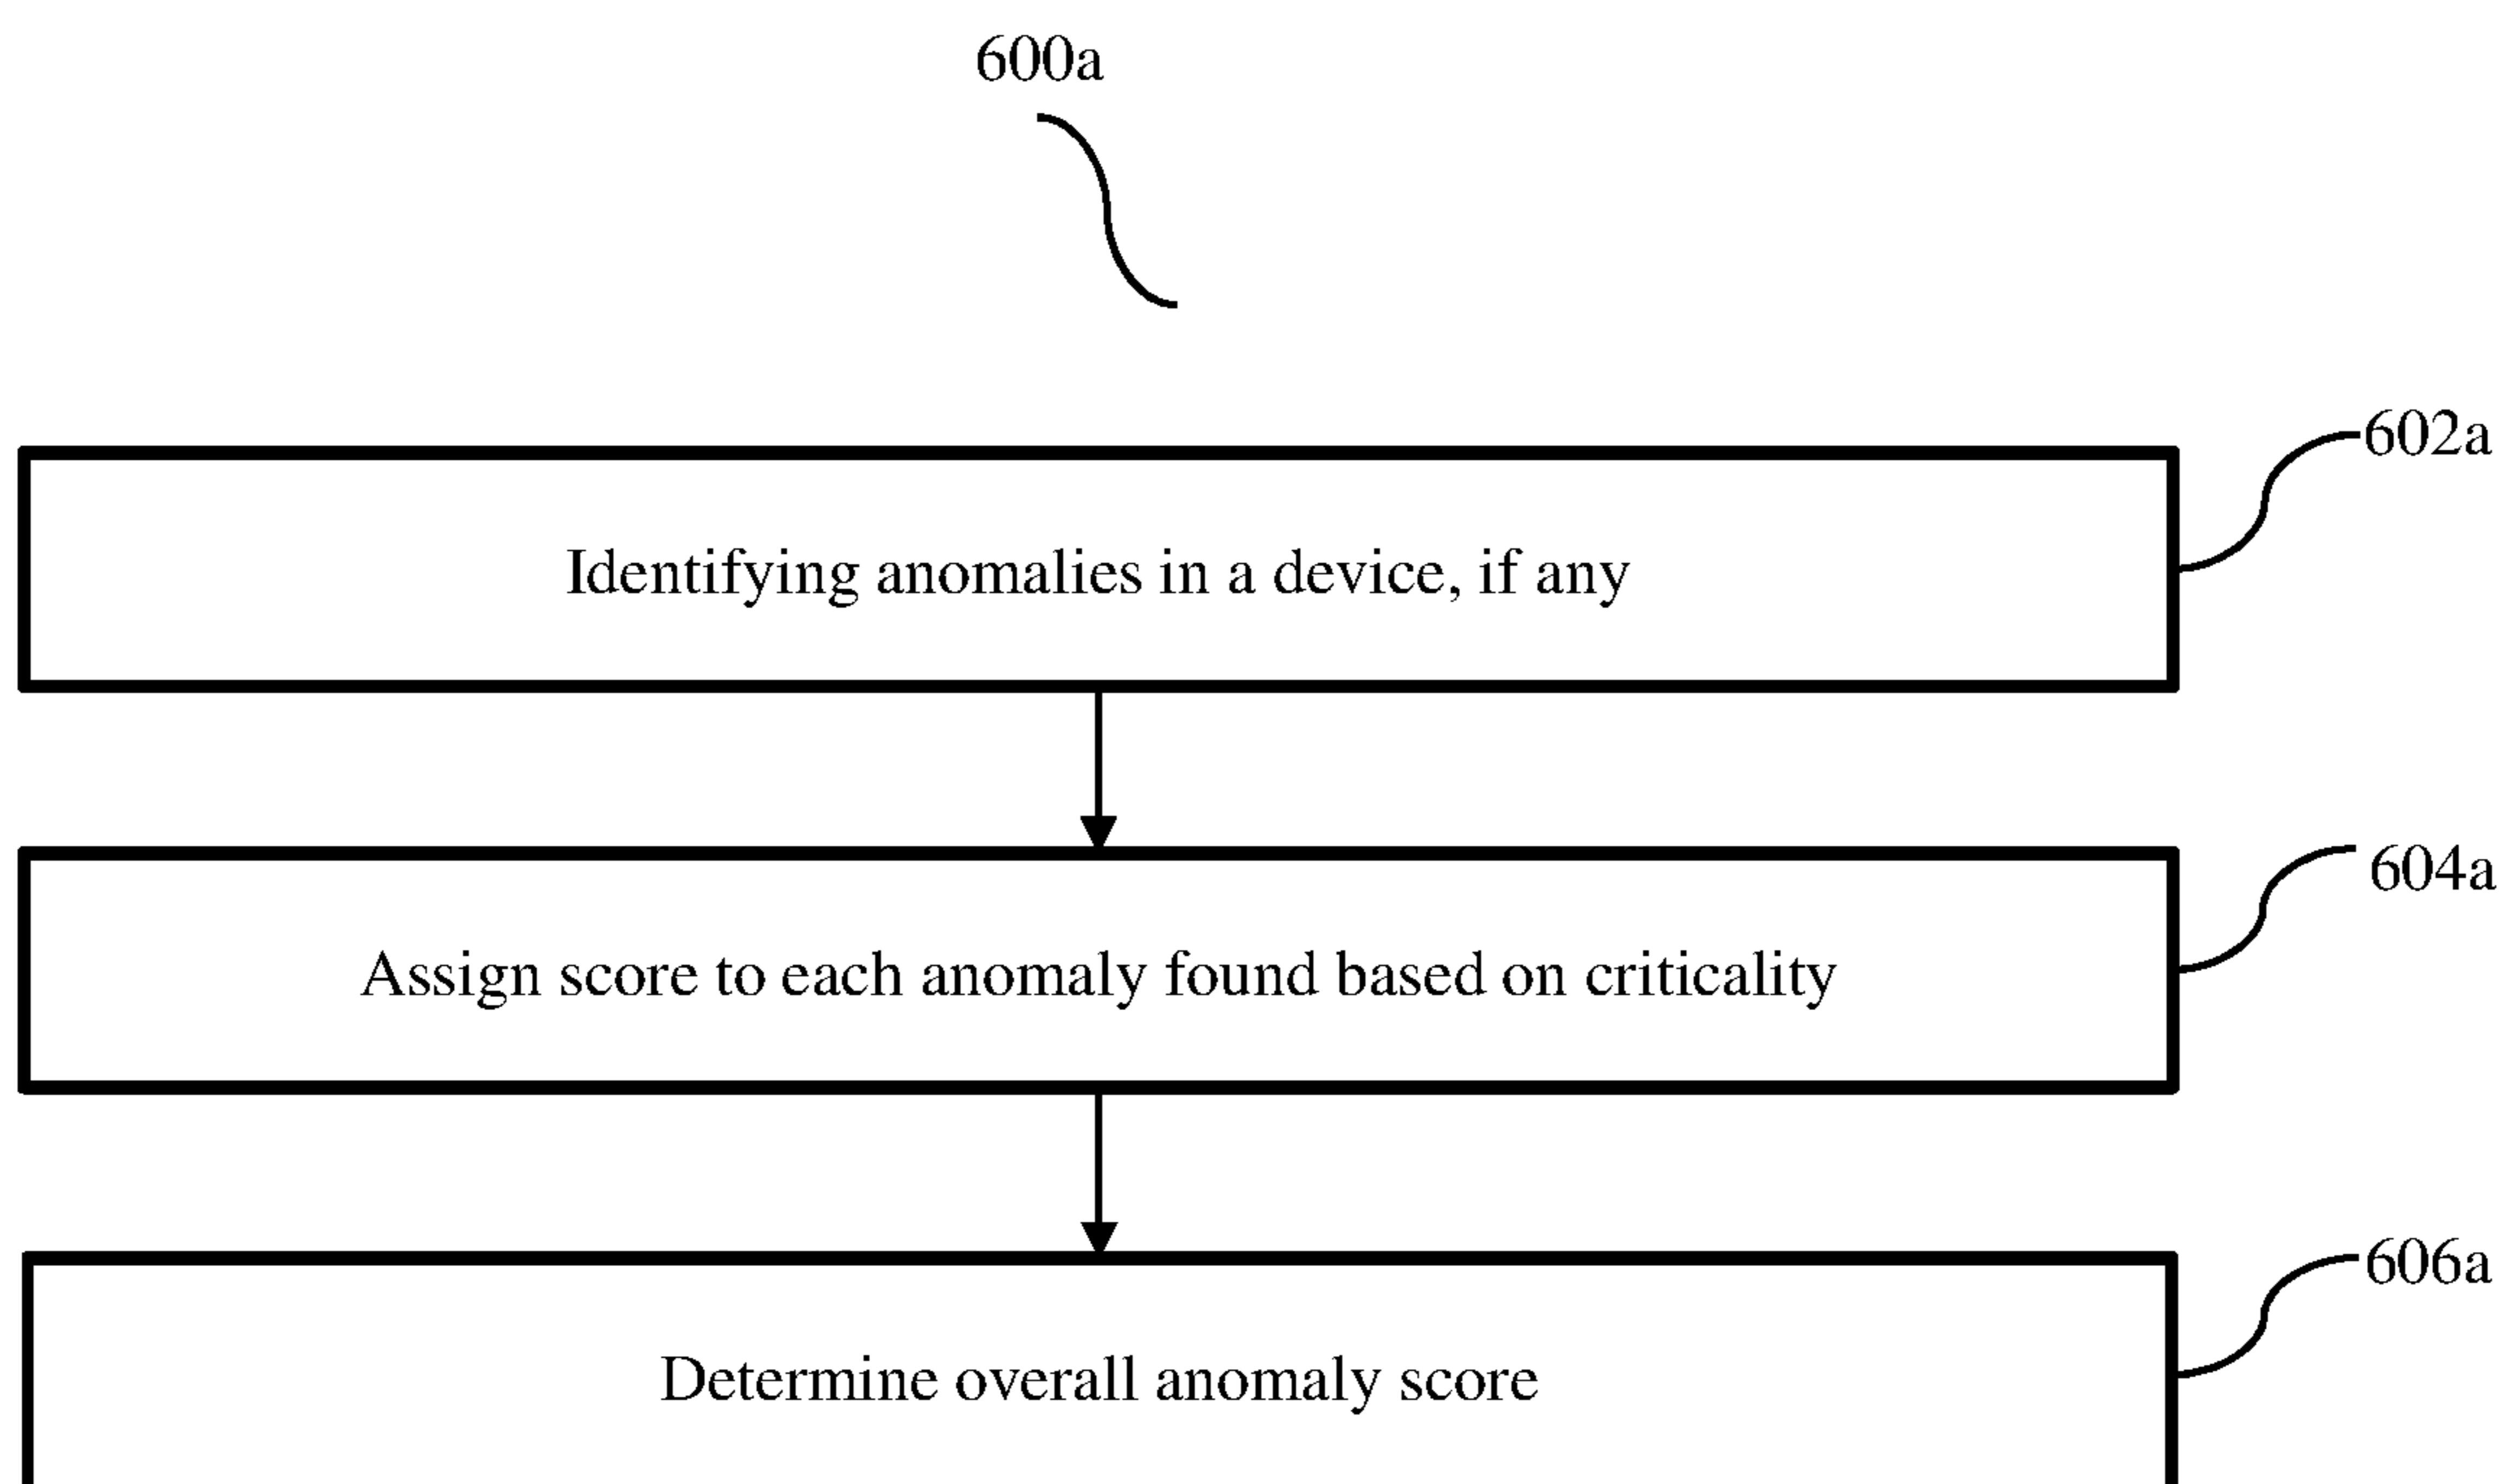 600a
602a
Identifying anomalies in a device, if any
604a
Assign score to each anomaly found based on criticality
606a
Determine overall anomaly score